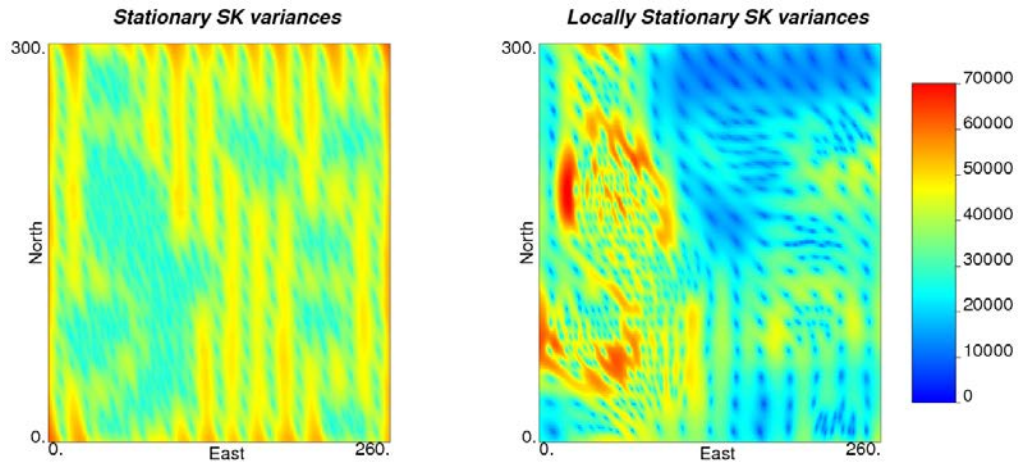 Stationary SK variances
Locally Stationary SK variances
300.
North
0.
0.
East
260.
300.
North
0.
0.
East
260.
70000
60000
50000
40000
30000
20000
10000
0